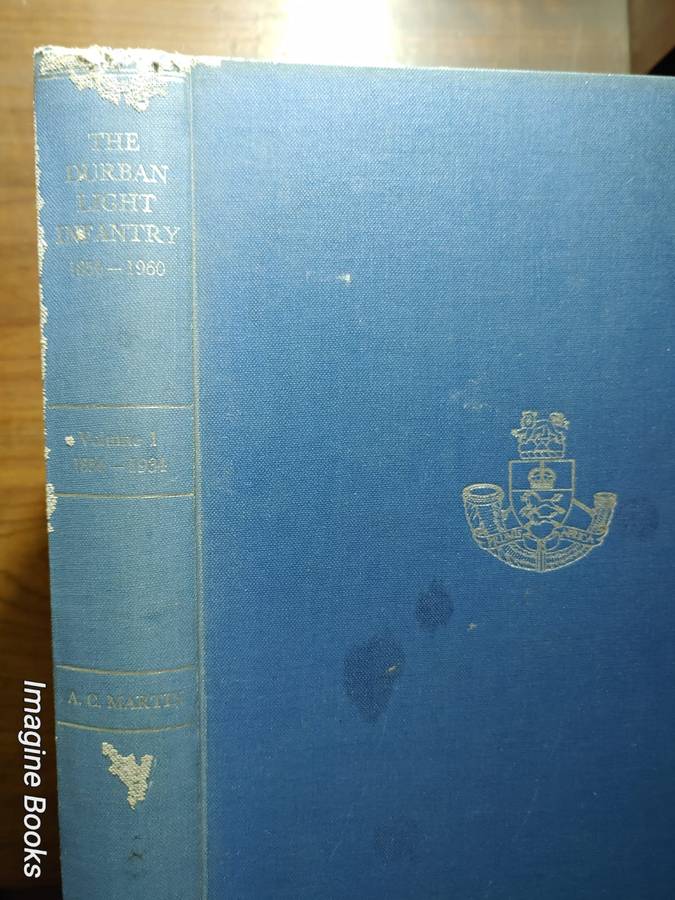 THE
DURBAN
LIGHT
INFANTRY
1854—1960
Volume 1
1854—1934
A. C. MARTIN
Imagine Books